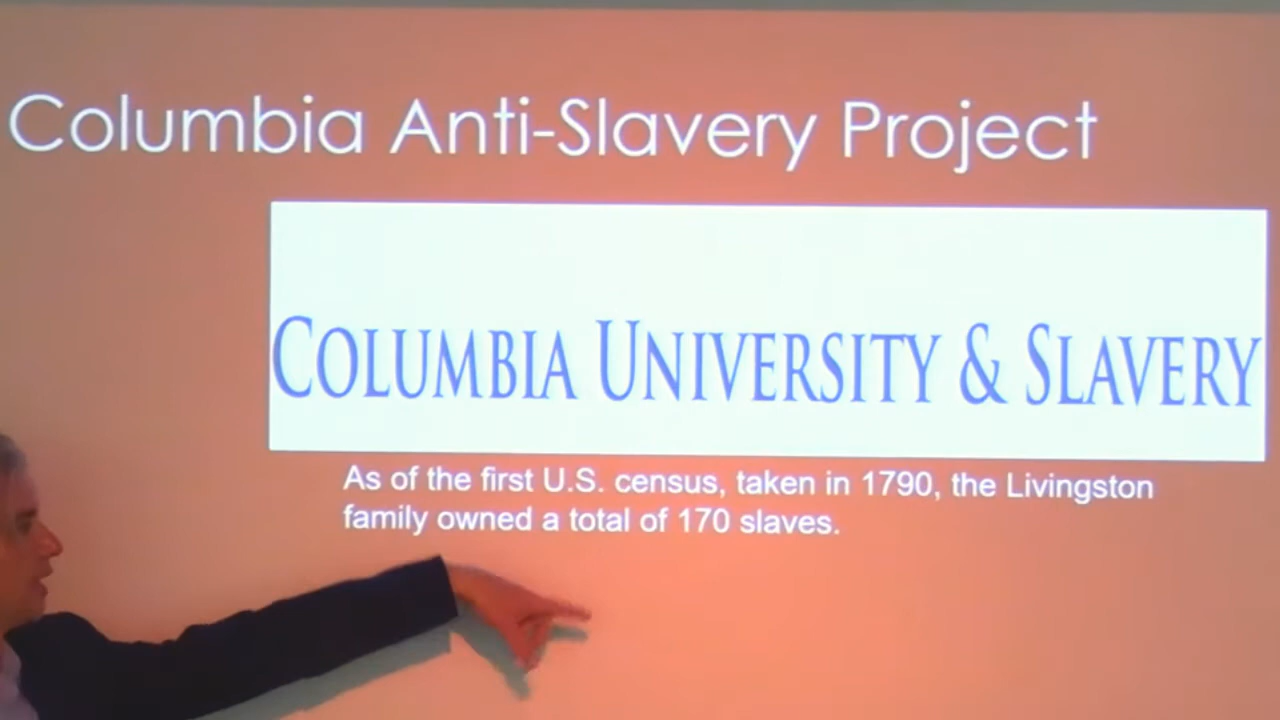 Columbia Anti-Slavery Project
COLUMBIA UNIVERSITY & SLAVERY
As of the first U.S. census, taken in 1790, the Livingston
family owned a total of 170 slaves.